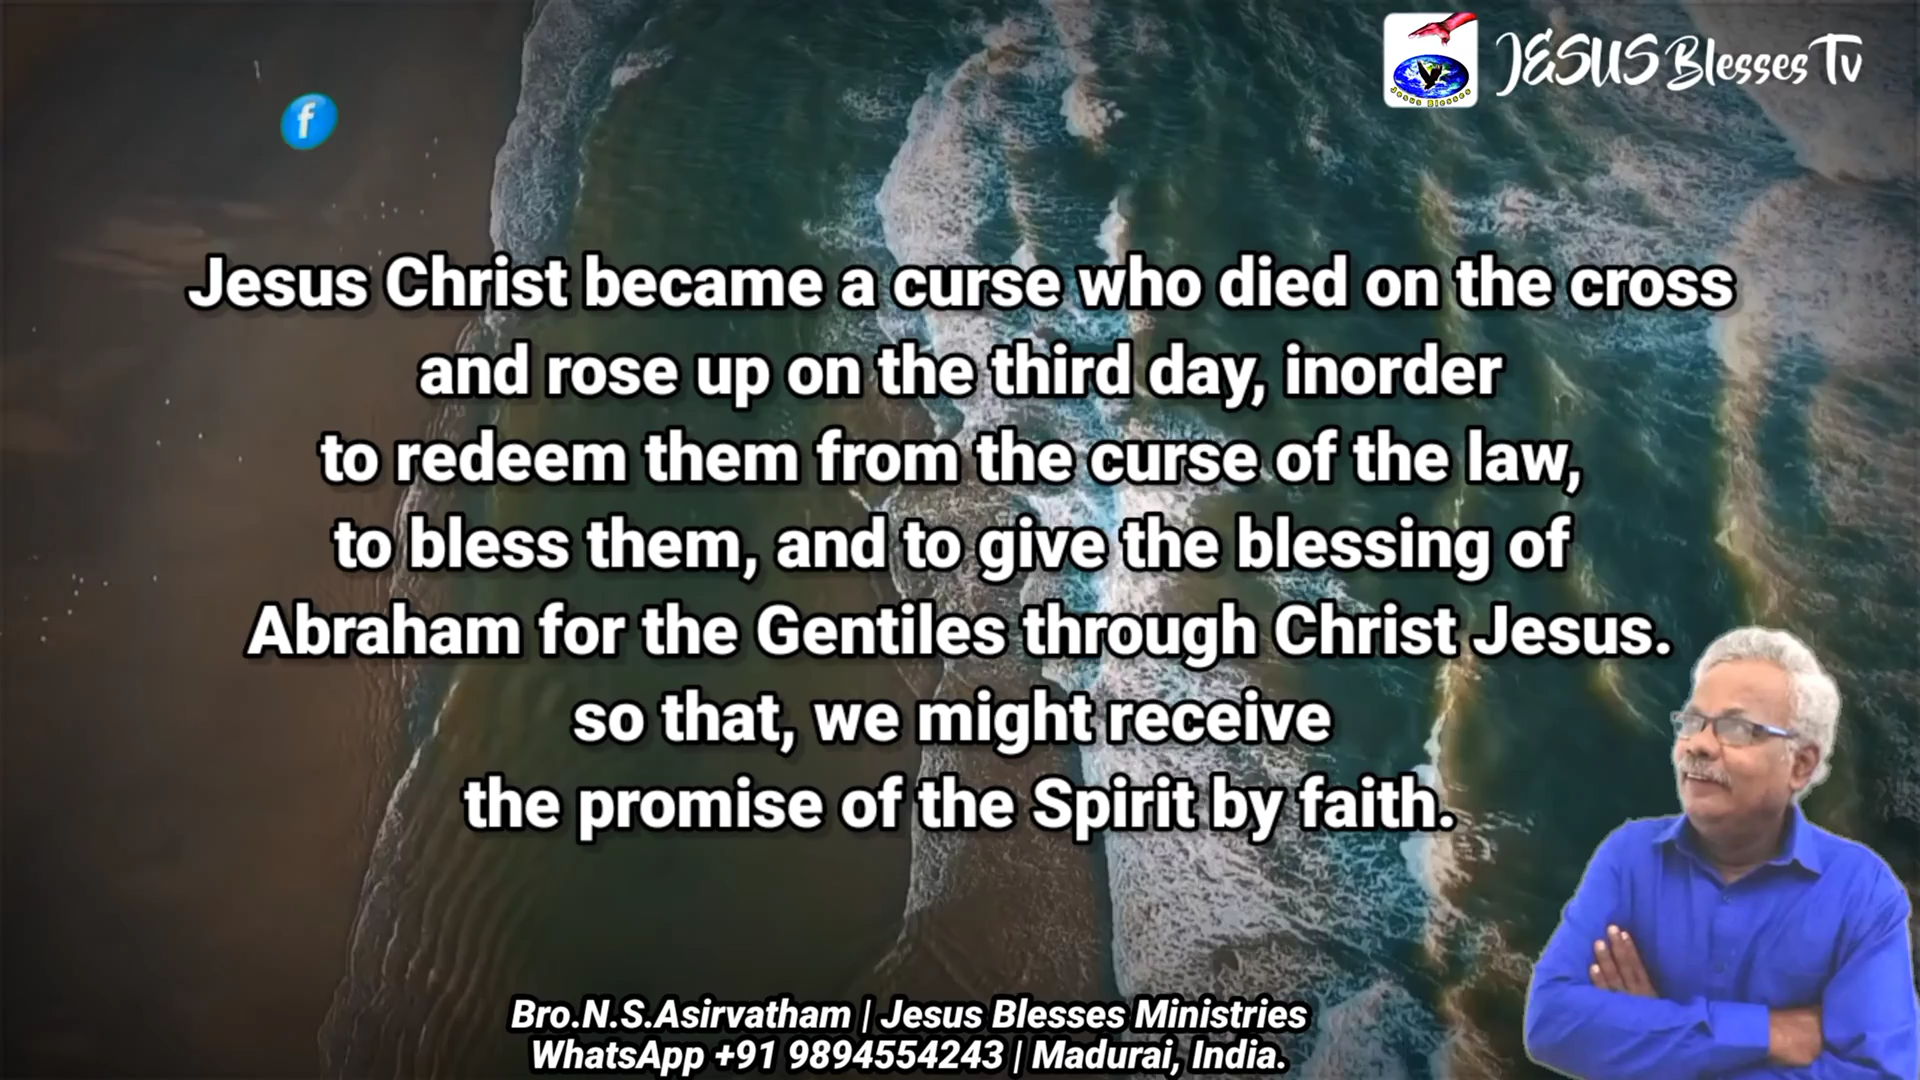 JESUS Blesses Tv
Jesus Blesses
f
Jesus Christ became a curse who died on the cross
and rose up on the third day, inorder
to redeem them from the curse of the law,
to bless them, and to give the blessing of
Abraham for the Gentiles through Christ Jesus.
so that, we might receive
the promise of the Spirit by faith.
Bro.N.S.Asirvatham | Jesus Blesses Ministries
WhatsApp +91 9894554243 | Madurai, India.